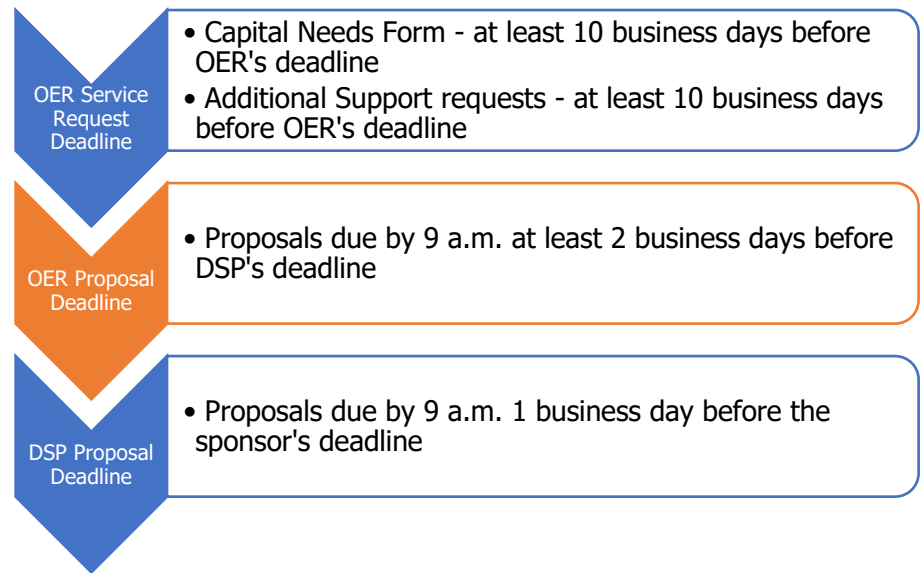 OER Service
Request
Deadline
• Capital Needs Form - at least 10 business days before
OER's deadline
• Additional Support requests - at least 10 business days
before OER's deadline
OER Proposal
Deadline
• Proposals due by 9 a.m. at least 2 business days before
DSP's deadline
DSP Proposal
Deadline
• Proposals due by 9 a.m. 1 business day before the
sponsor's deadline